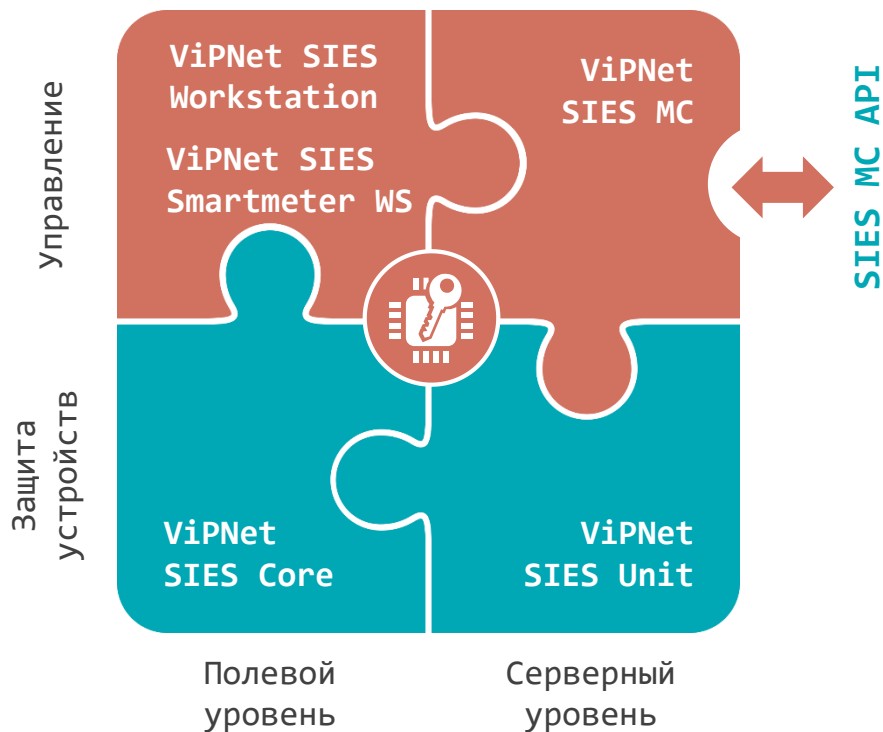 ViPNet SIES
Workstation
ViPNet SIES
Smartmeter WS
ViPNet
SIES MC
SIES MC API
Управление
Защита
устройств
ViPNet
SIES Core
ViPNet
SIES Unit
Полевой
уровень
Серверный
уровень